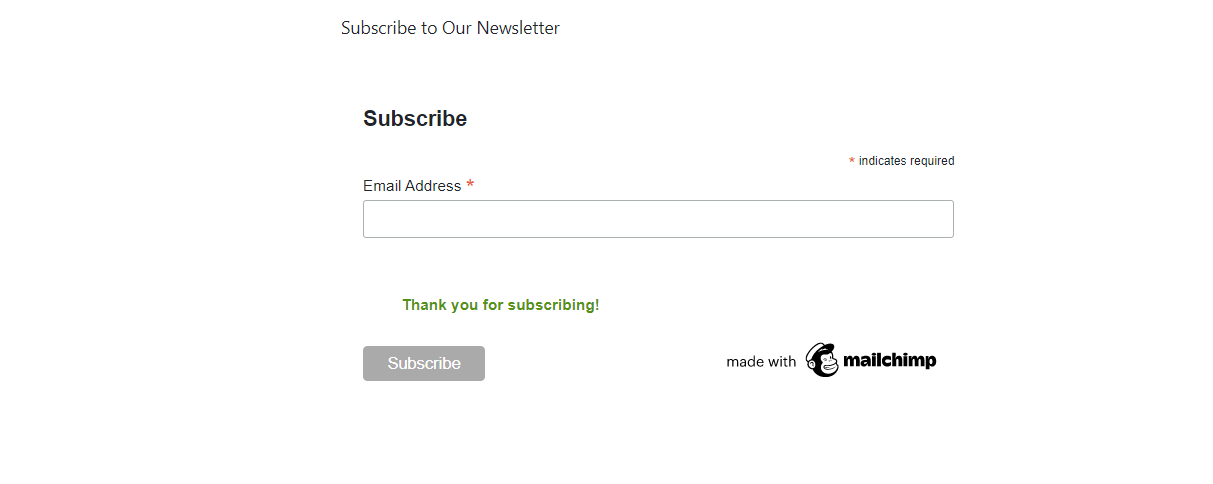 Subscribe to Our Newsletter
Subscribe
* indicates required
Email Address *
Thank you for subscribing!
Subscribe
made with mailchimp